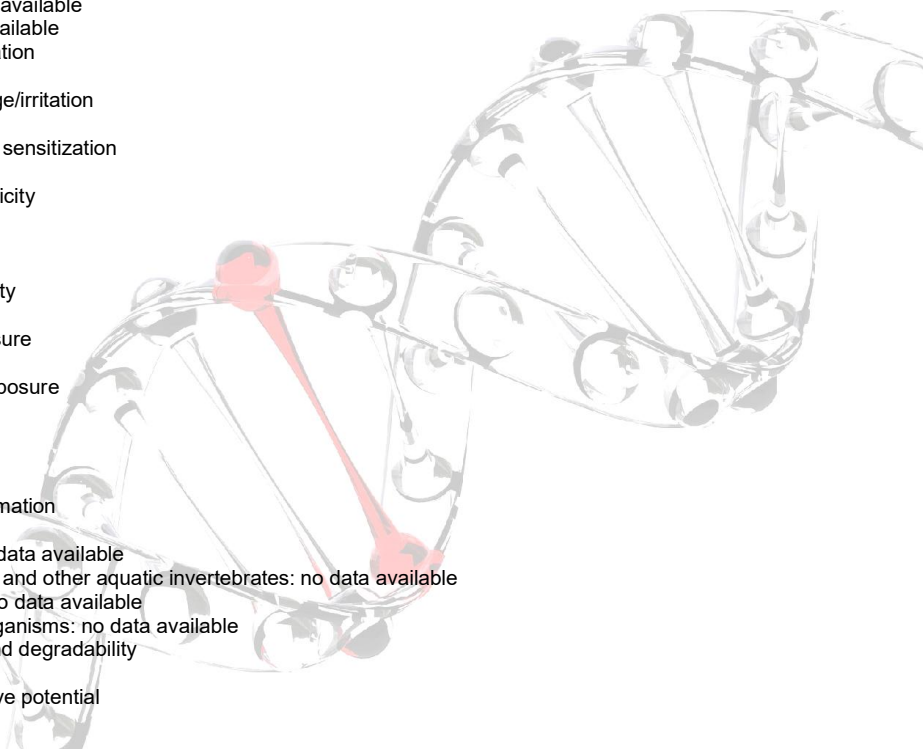 available
ailable
tion
ge/irritation
sensitization
icity
ty
sure
posure
mation
data available
and other aquatic invertebrates: no data available
o data available
ganisms: no data available
nd degradability
ve potential